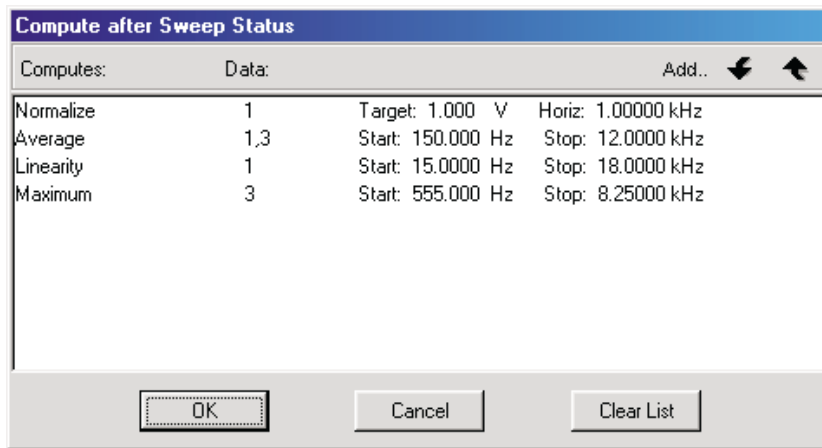 Compute after Sweep Status
Computes: Data: Add..
Normalize 1 Target: 1.000 V Horiz: 1.00000 kHz
Average 1,3 Start: 150.000 Hz Stop: 12.0000 kHz
Linearity 1 Start: 15.0000 Hz Stop: 18.0000 kHz
Maximum 3 Start: 555.000 Hz Stop: 8.25000 kHz
OK Cancel Clear List